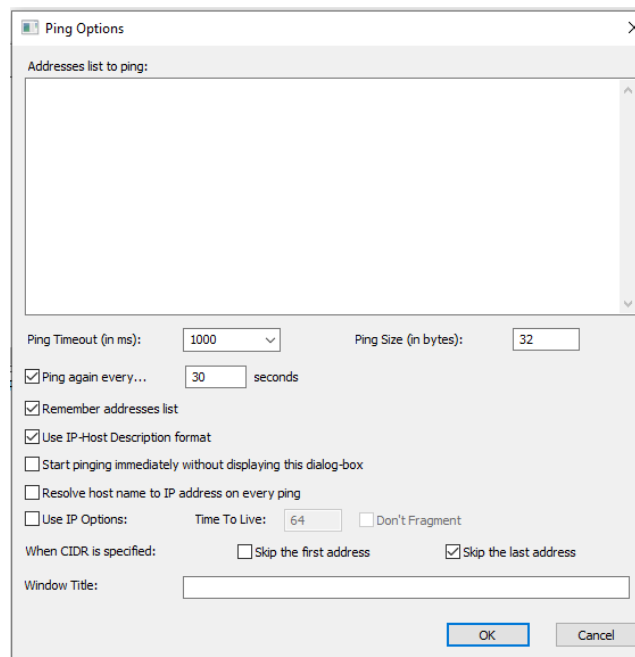 Ping Options
Addresses list to ping:
Ping Timeout (in ms): 1000 Ping Size (in bytes): 32
Ping again every... 30 seconds
Remember addresses list
Use IP-Host Description format
Start pinging immediately without displaying this dialog-box
Resolve host name to IP address on every ping
Use IP Options: Time To Live: 64 Don't Fragment
When CIDR is specified: Skip the first address Skip the last address
Window Title:
OK Cancel